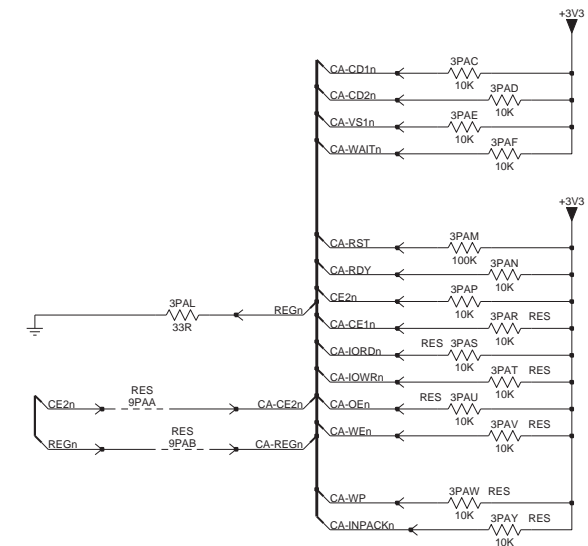 +3V3
CA-CD1n 3PAC 10K
CA-CD2n 3PAD 10K
CA-VS1n 3PAE 10K
CA-WAITn 3PAF 10K
+3V3
CA-RST 3PAM 100K
CA-RDY 3PAN 10K
CE2n 3PAP 10K
3PAL 33R REGn
CA-CE1n 3PAR RES 10K
CA-IORDn RES 3PAS 10K
CA-IOWRn 3PAT RES 10K
CE2n RES 9PAA CA-CE2n
CA-OEn RES 3PAU 10K
CA-WEn 3PAV RES 10K
REGn RES 9PAB CA-REGn
CA-WP 3PAW RES 10K
CA-INPACKn 3PAY RES 10K